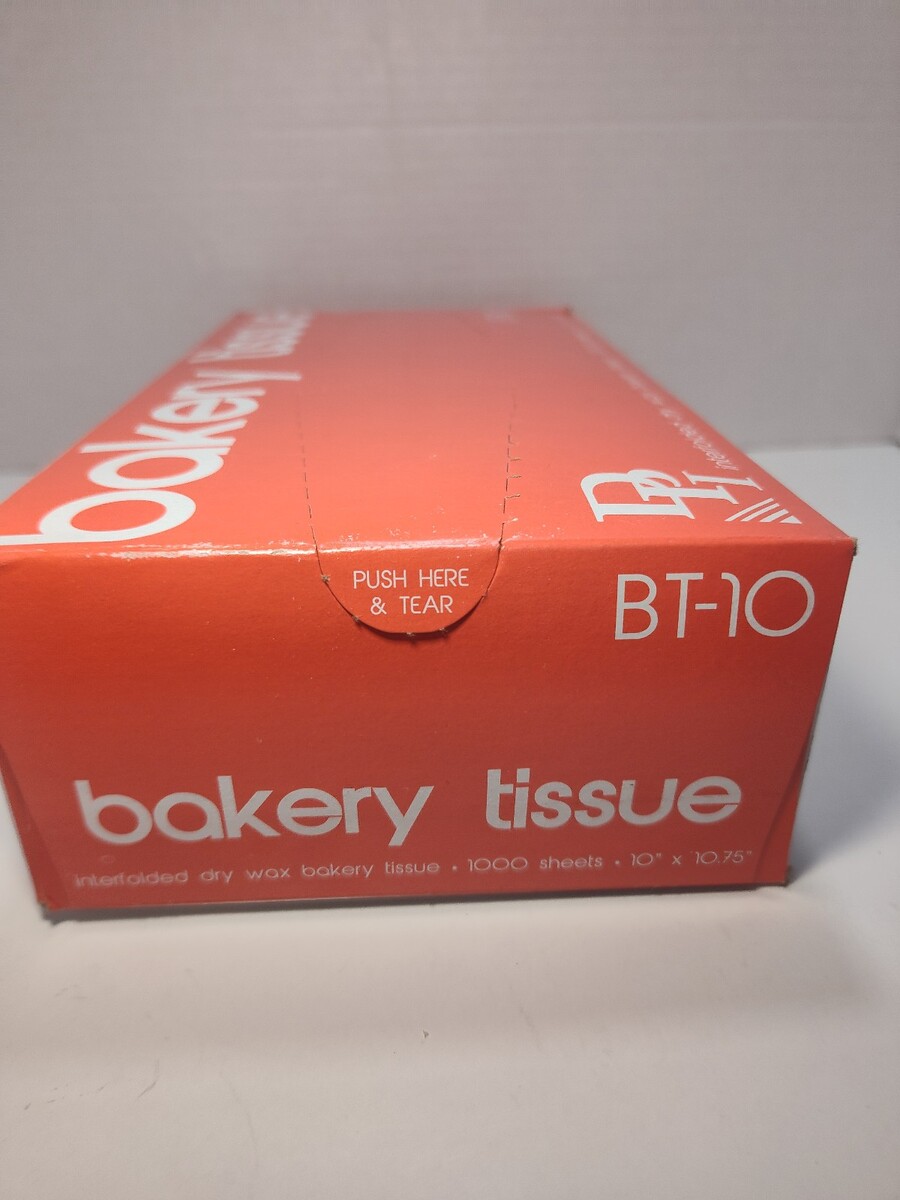 bakery tissue
BPI
PUSH HERE
& TEAR
BT-10
bakery tissue
interfolded dry wax bakery tissue • 1000 sheets • 10" x 10.75"